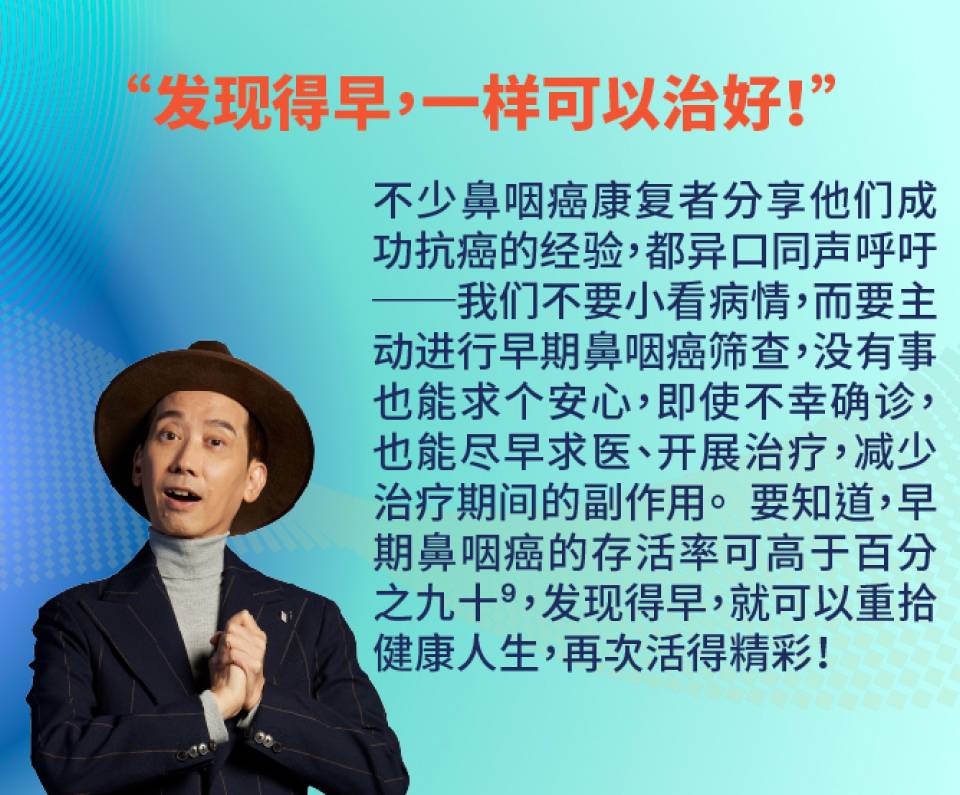 “发现得早，一样可以治好！”
不少鼻咽癌康复者分享他们成
功抗癌的经验，都异口同声呼吁
——我们不要小看病情，而要主
动进行早期鼻咽癌筛查，没有事
也能求个安心，即使不幸确诊，
也能尽早求医、开展治疗，减少
治疗期间的副作用。 要知道，早
期鼻咽癌的存活率可高于百分
之九十⁹，发现得早，就可以重拾
健康人生，再次活得精彩！